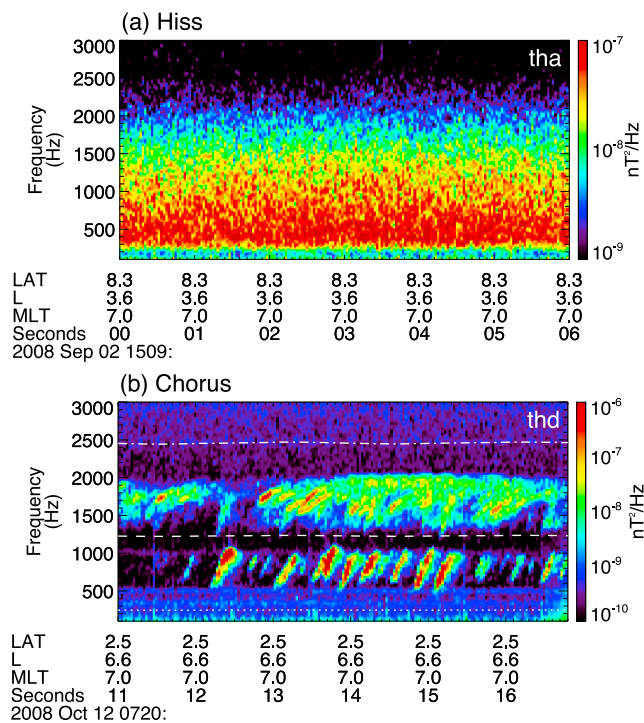 (a) Hiss
3000
2500
2000
1500
1000
500
Frequency
(Hz)
tha
10-7
10-8
10-9
nT2/Hz
LAT 8.3 8.3 8.3 8.3 8.3 8.3 8.3
L 3.6 3.6 3.6 3.6 3.6 3.6 3.6
MLT 7.0 7.0 7.0 7.0 7.0 7.0 7.0
Seconds 00 01 02 03 04 05 06
2008 Sep 02 1509:
(b) Chorus
3000
2500
2000
1500
1000
500
Frequency
(Hz)
thd
10-6
10-7
10-8
10-9
10-10
nT2/Hz
LAT 2.5 2.5 2.5 2.5 2.5 2.5
L 6.6 6.6 6.6 6.6 6.6 6.6
MLT 7.0 7.0 7.0 7.0 7.0 7.0
Seconds 11 12 13 14 15 16
2008 Oct 12 0720: